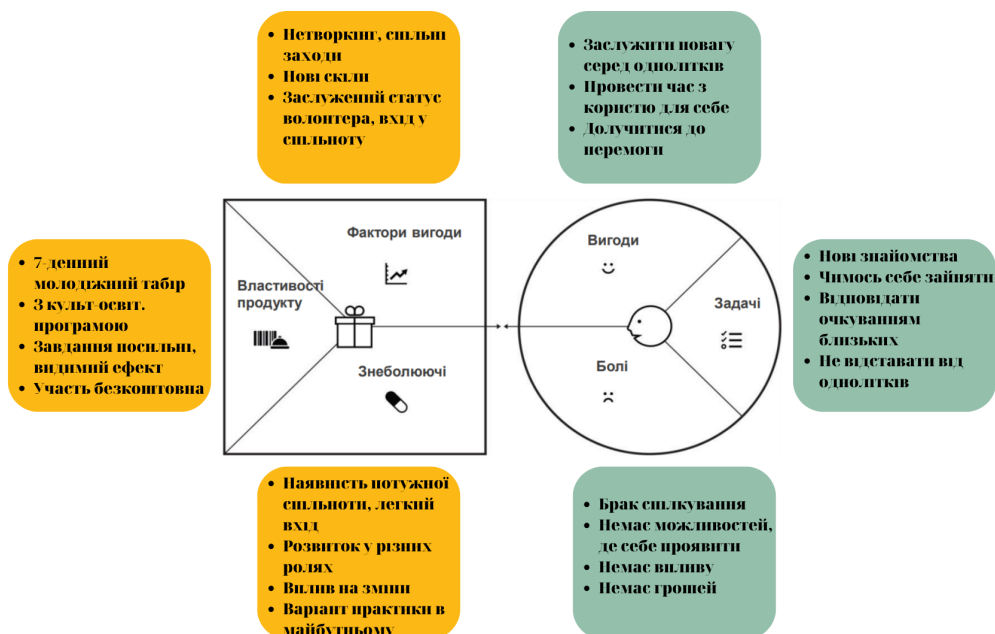 • Нетворкінг, спільні
заходи
• Нові скіли
• Заслужений статус
волонтера, вхід у
спільноту
• Заслужити повагу
серед однолітків
• Провести час з
користю для себе
• Долучитися до
перемоги
• 7-денний
молодіжний табір
• З культ-освіт.
програмою
• Завдання посильні,
видимий ефект
• Участь безкоштовна
Фактори вигоди
Властивості
продукту
Знеболюючі
Вигоди
Задачі
Болі
• Нові знайомства
• Чимось себе зайняти
• Відповідати
очкуванням
близьких
• Не відставати від
однолітків
• Наявність потужної
спільноти, легкий
вхід
• Розвиток у різних
ролях
• Вплив на зміни
• Варіант практики в
майбутньому
• Брак спілкування
• Немає можливостей,
де себе проявити
• Немає впливу
• Немає грошей